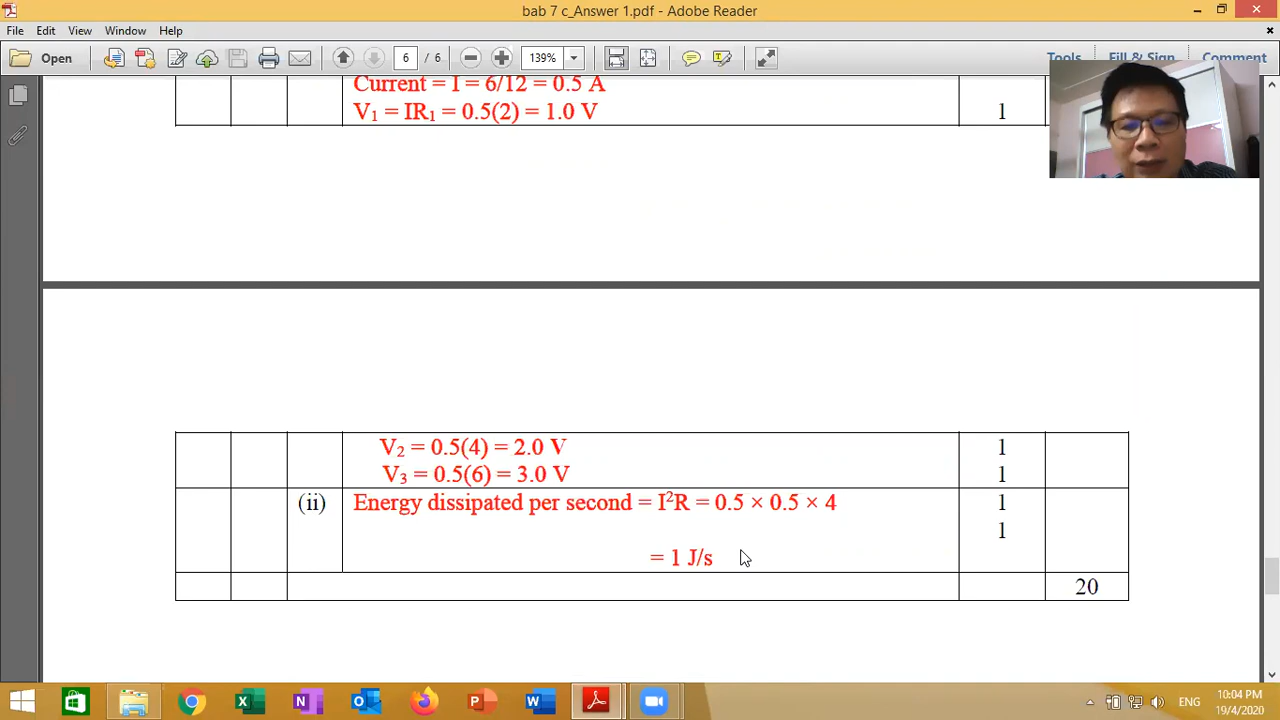 bab 7 c_Answer 1.pdf - Adobe Reader
File Edit View Window Help
Open 6 / 6 139% Tools Fill & Sign Comment
Current = I = 6/12 = 0.5 A
V₁ = IR₁ = 0.5(2) = 1.0 V 1
V₂ = 0.5(4) = 2.0 V 1
V₃ = 0.5(6) = 3.0 V 1
(ii) Energy dissipated per second = I²R = 0.5 × 0.5 × 4 1
1
= 1 J/s
20
ENG 10:04 PM
19/4/2020